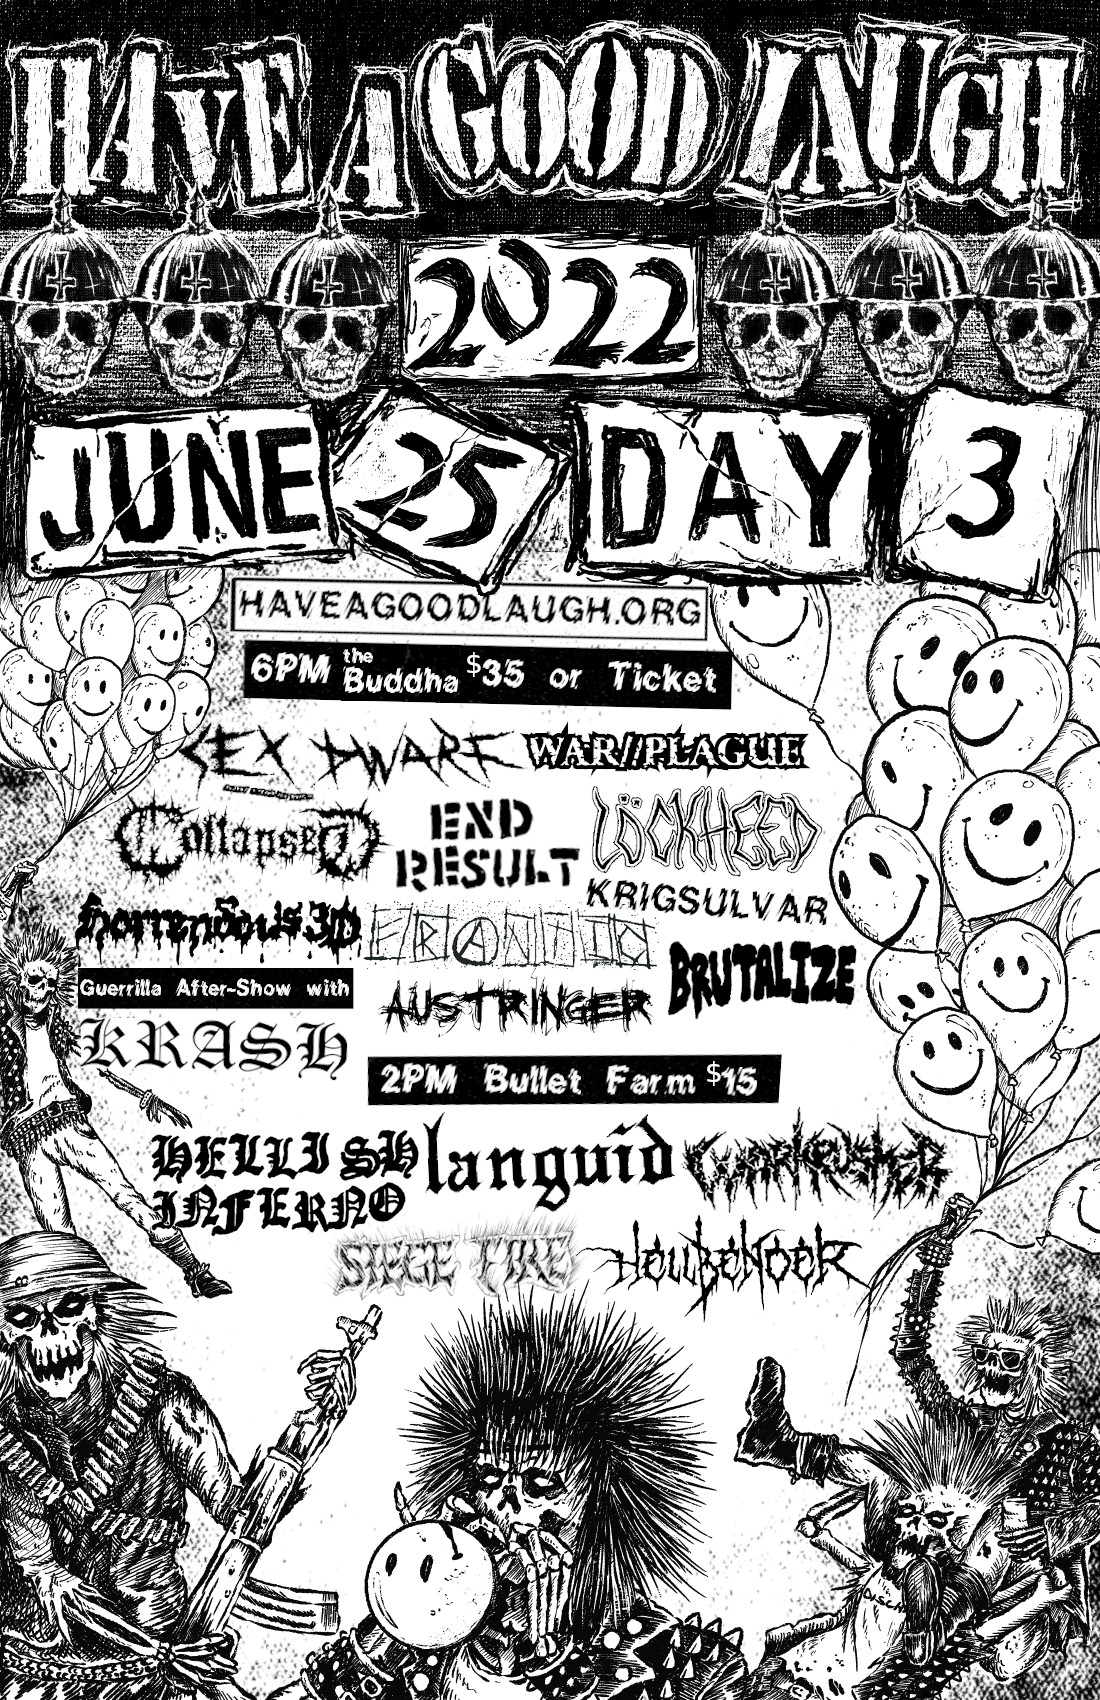 HAVE A GOOD LAUGH
2022
JUNE 25 DAY 3
HAVEAGOODLAUGH.ORG
6PM the Buddha $35 or Ticket
SEX DWARF WAR//PLAGUE
Collapsed
END RESULT
LÖCKHEED
KRIGSULVAR
Horrendous 3D
BRUTALIZE
AUSTRINGER
Guerrilla After-Show with
KRASH
2PM Bullet Farm $15
HELLISH INFERNO
languid
WARKRUSHER
SIEGE FIRE
HELLBENDER